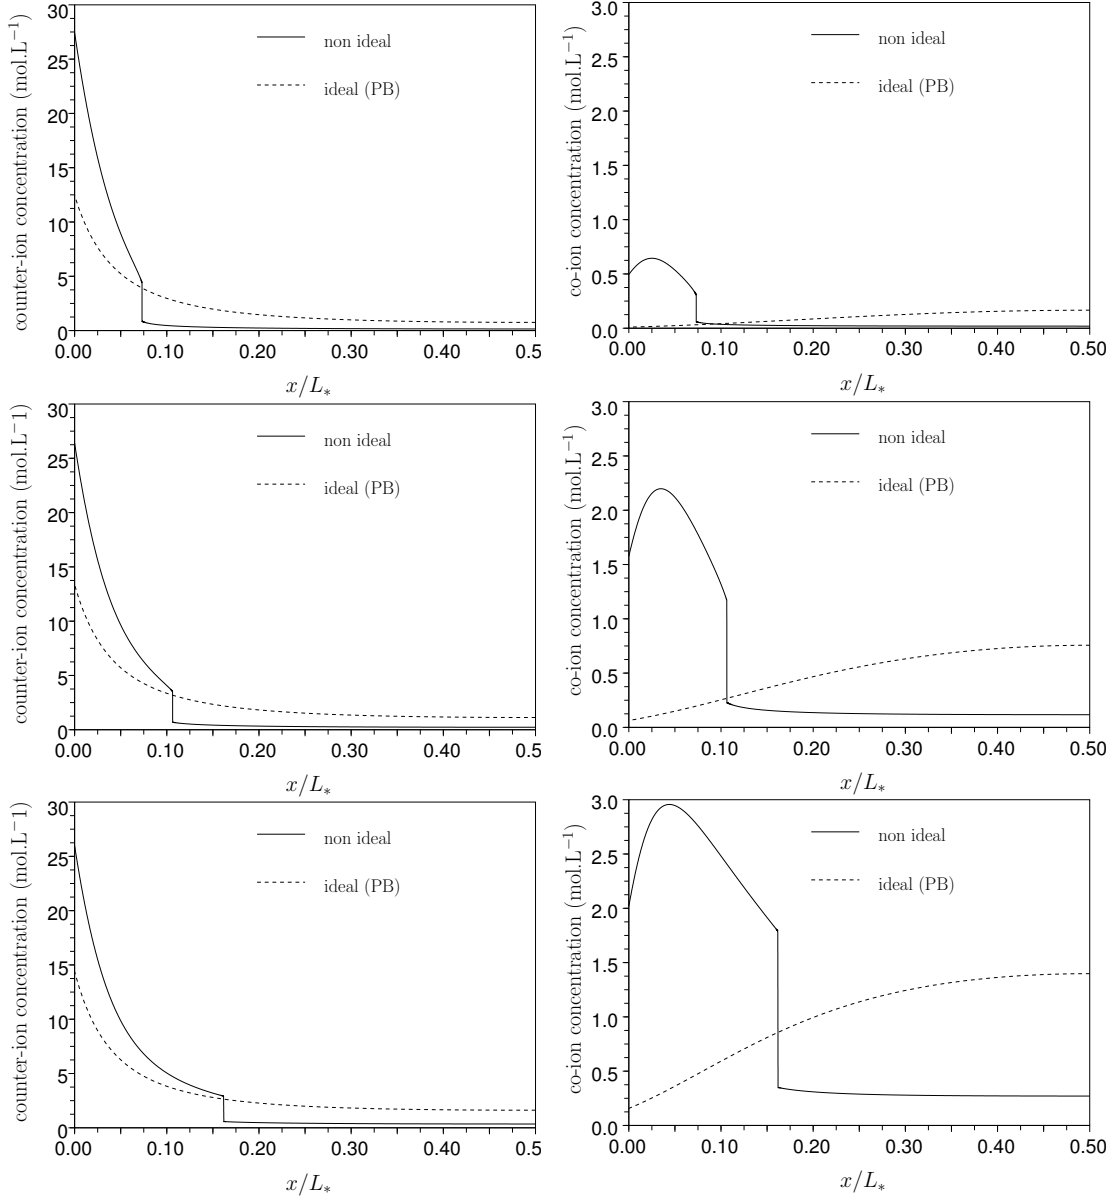 counter-ion concentration (mol.L−1)
30
25
20
15
10
5
0
non ideal
ideal (PB)
0.00 0.10 0.20 0.30 0.40 0.5
x/L*
co-ion concentration (mol.L−1)
3.0
2.5
2.0
1.5
1.0
0.5
0.0
non ideal
ideal (PB)
0.00 0.10 0.20 0.30 0.40 0.50
x/L*
counter-ion concentration (mol.L−1)
30
25
20
15
10
5
0
non ideal
ideal (PB)
0.00 0.10 0.20 0.30 0.40 0.50
x/L*
co-ion concentration (mol.L−1)
3.0
2.5
2.0
1.5
1.0
0.5
0.0
non ideal
ideal (PB)
0.00 0.10 0.20 0.30 0.40 0.50
x/L*
counter-ion concentration (mol.L−1)
30
25
20
15
10
5
0
non ideal
ideal (PB)
0.00 0.10 0.20 0.30 0.40 0.50
x/L*
co-ion concentration (mol.L−1)
3.0
2.5
2.0
1.5
1.0
0.5
0.0
non ideal
ideal (PB)
0.00 0.10 0.20 0.30 0.40 0.50
x/L*